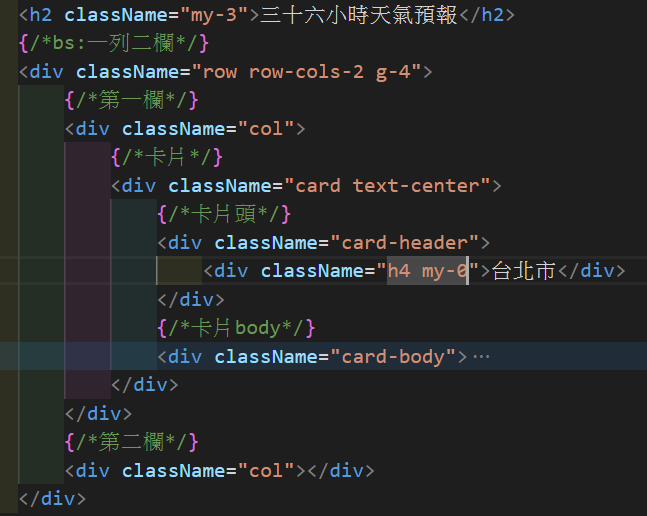 <h2 className="my-3">三十六小時天氣預報</h2>
{/*bs:一列二欄*/}
<div className="row row-cols-2 g-4">
{/*第一欄*/}
<div className="col">
{/*卡片*/}
<div className="card text-center">
{/*卡片頭*/}
<div className="card-header">
<div className="h4 my-0">台北市</div>
</div>
{/*卡片body*/}
<div className="card-body">⋯
</div>
</div>
{/*第二欄*/}
<div className="col"></div>
</div>